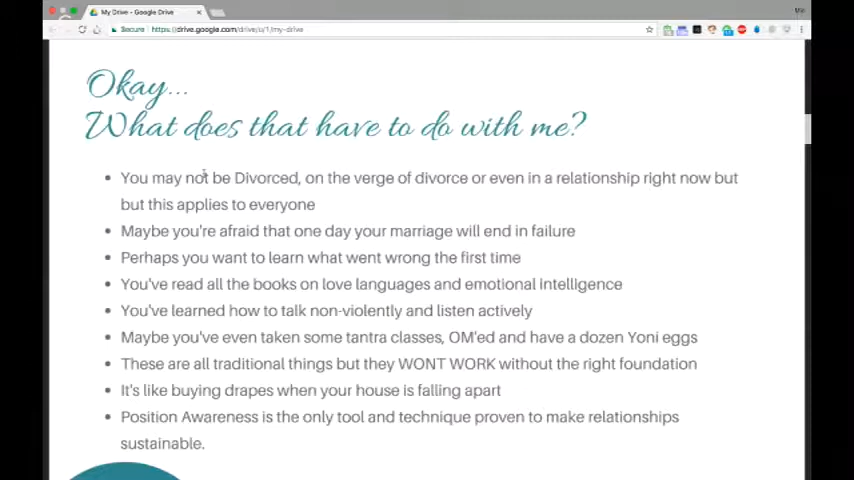 My Drive - Google Drive
Secure
https://drive.google.com/drive/u/1/my-drive
Okay...
What does that have to do with me?
You may not be Divorced, on the verge of divorce or even in a relationship right now but
but this applies to everyone
Maybe you're afraid that one day your marriage will end in failure
Perhaps you want to learn what went wrong the first time
You've read all the books on love languages and emotional intelligence
You've learned how to talk non-violently and listen actively
Maybe you've even taken some tantra classes, OM'ed and have a dozen Yoni eggs
These are all traditional things but they WONT WORK without the right foundation
It's like buying drapes when your house is falling apart
Position Awareness is the only tool and technique proven to make relationships
sustainable.